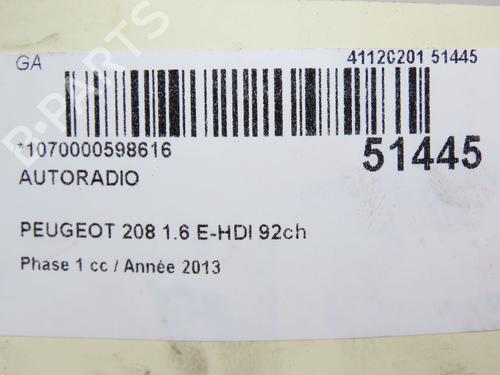 GA
41120201 51445
*1070000598616
51445
AUTORADIO
PEUGEOT 208 1.6 E-HDI 92ch
Phase 1 cc / Année 2013
B-PARTS